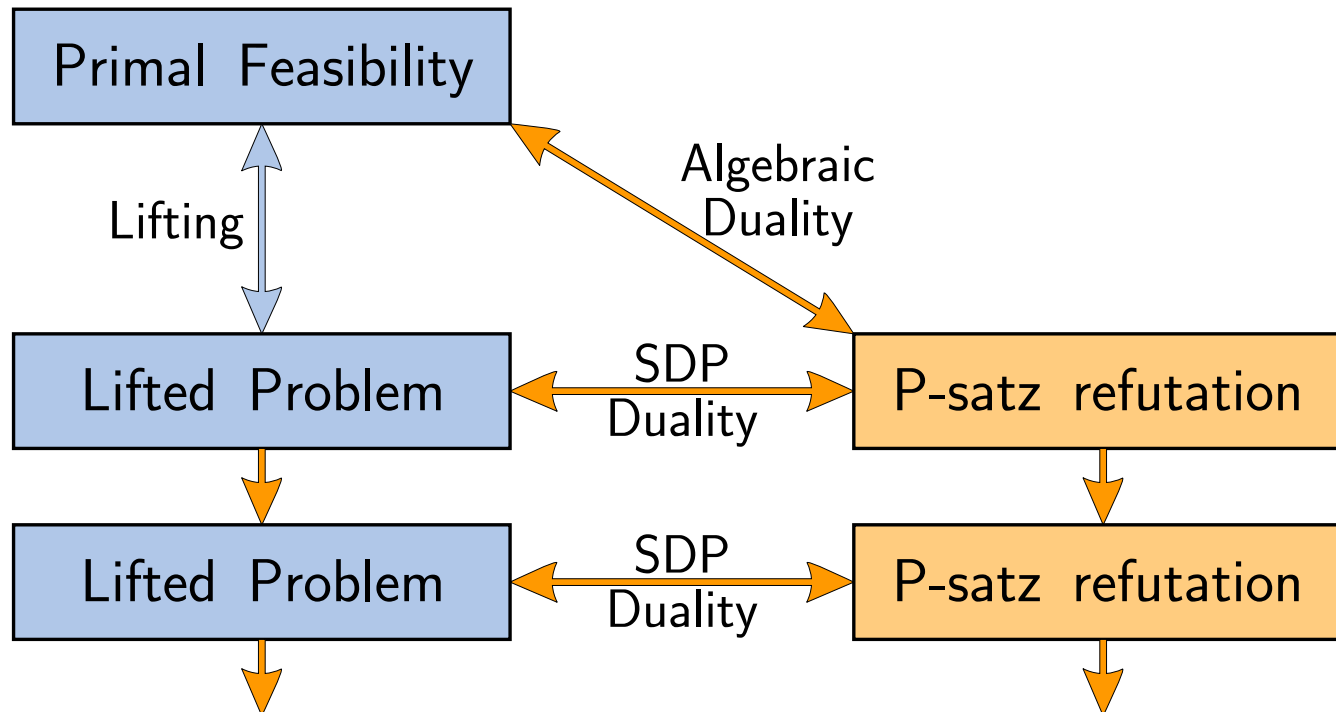 Primal Feasibility
Algebraic
Duality
Lifting
Lifted Problem
SDP
Duality
P-satz refutation
Lifted Problem
SDP
Duality
P-satz refutation